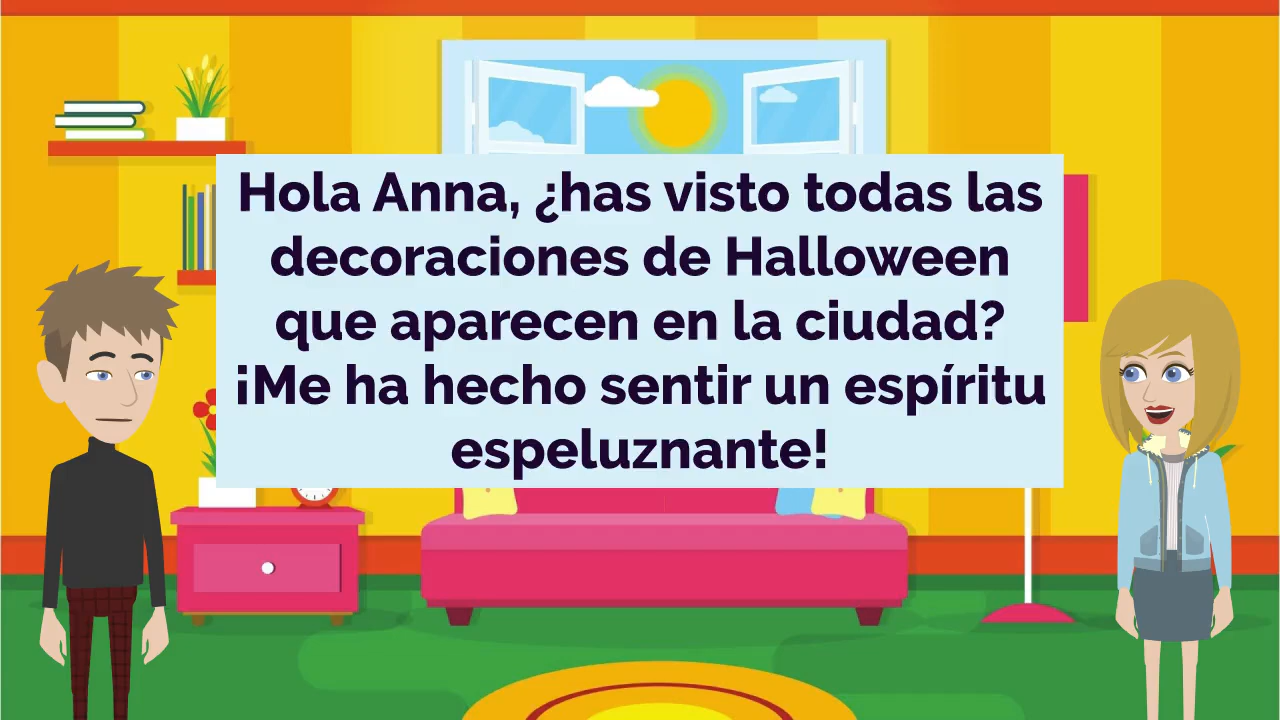 Hola Anna, ¿has visto todas las
decoraciones de Halloween
que aparecen en la ciudad?
¡Me ha hecho sentir un espíritu
espeluznante!